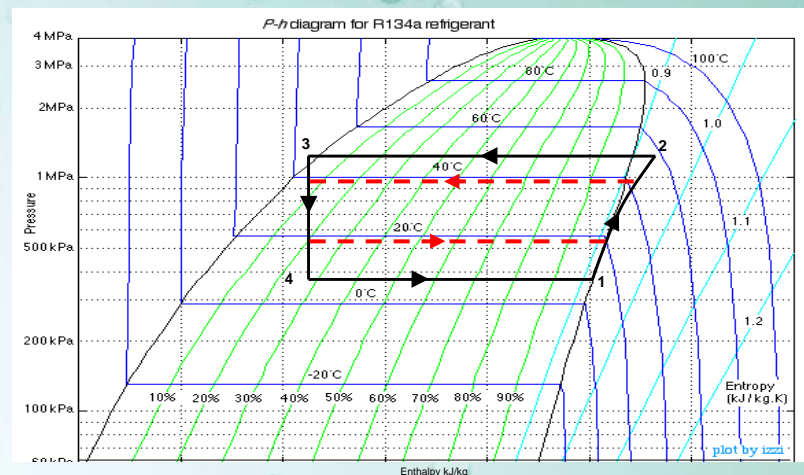 P-h diagram for R134a refrigerant
4 MPa
3 MPa
2MPa
1 MPa
500 kPa
200 kPa
100 kPa
Pressure
80°C
60°C
40°C
20°C
0°C
-20°C
100°C
0.9
1.0
1.1
1.2
3
2
4
1
10% 20% 30% 40% 50% 60% 70% 80% 90%
Entropy
(kJ / kg.K)
plot by izzi
Enthalpy kJ/kg